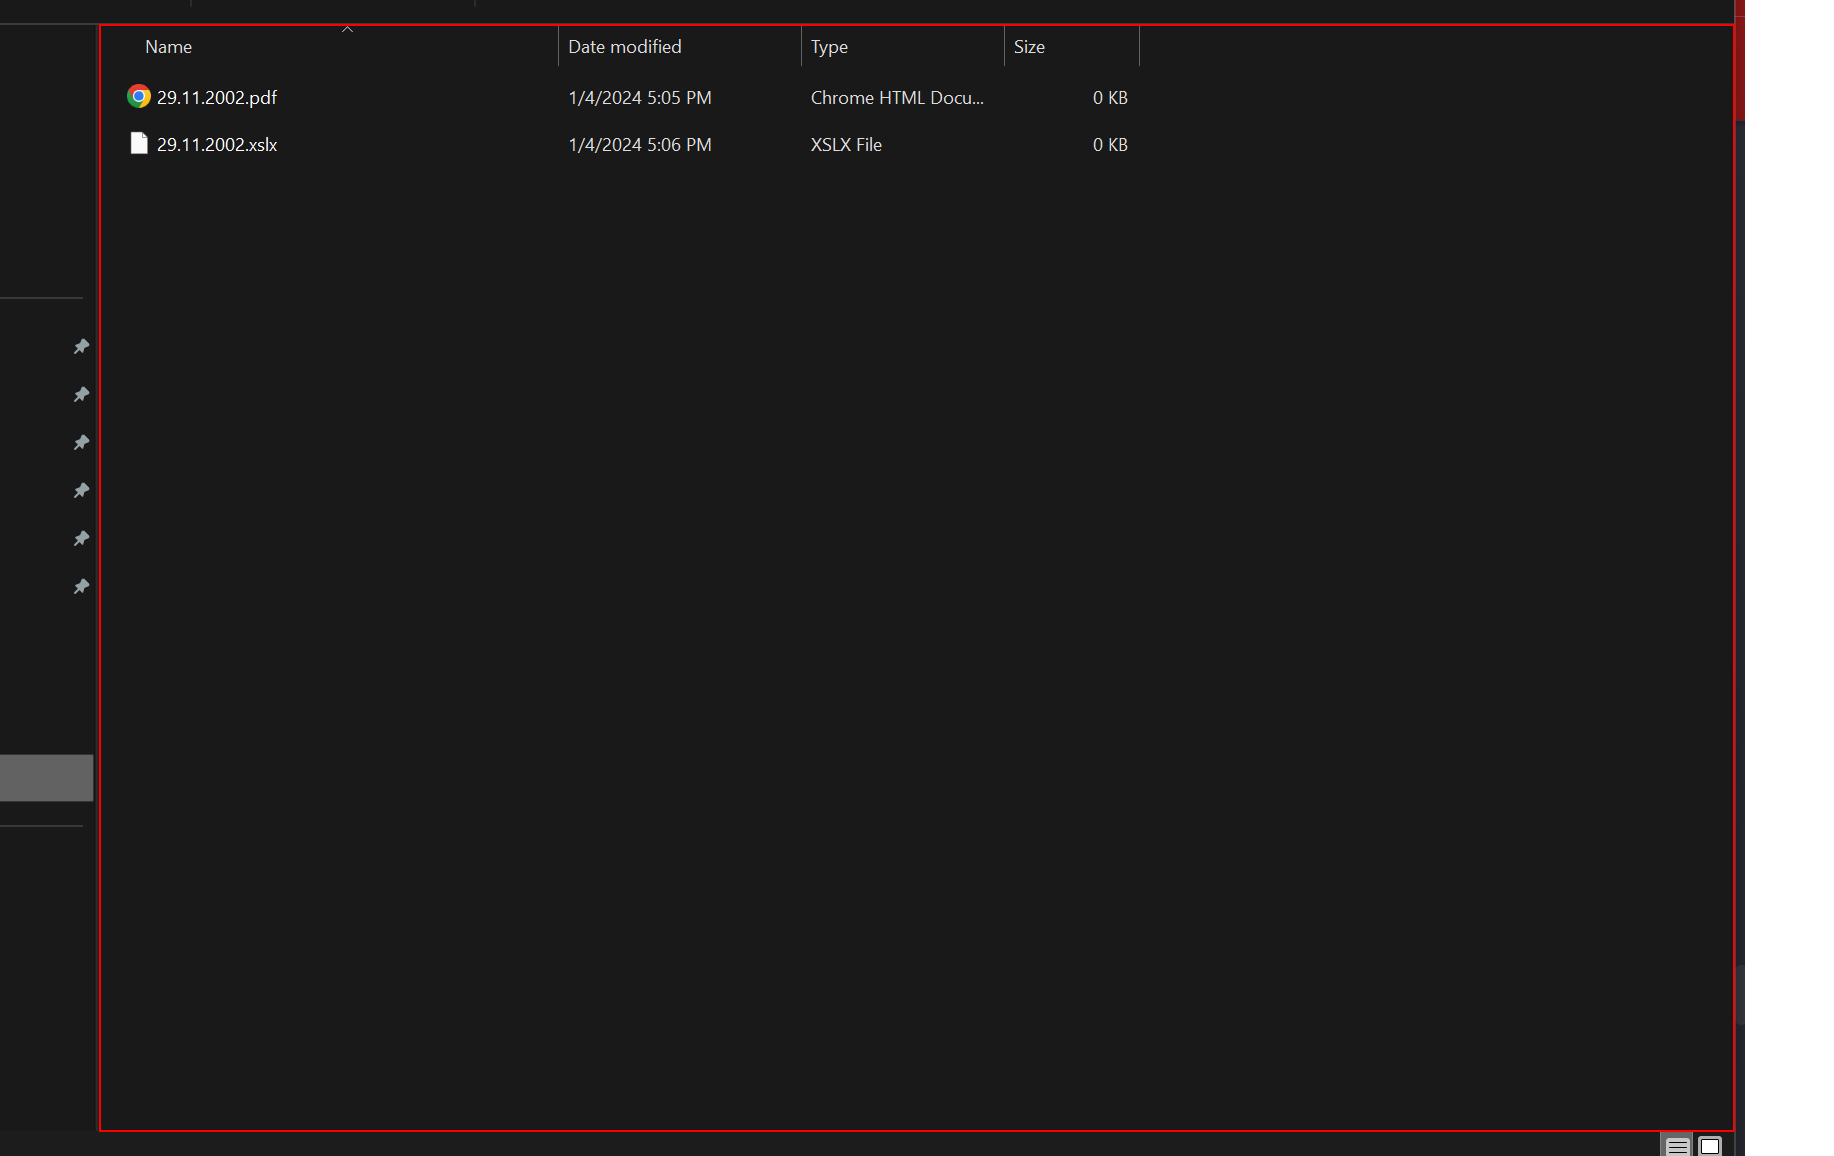 Name Date modified Type Size
29.11.2002.pdf 1/4/2024 5:05 PM Chrome HTML Docu... 0 KB
29.11.2002.xslx 1/4/2024 5:06 PM XSLX File 0 KB